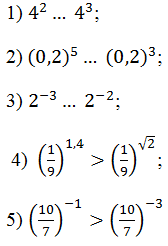 1) 4² ... 4³;
2) (0,2)⁵ ... (0,2)³;
3) 2⁻³ ... 2⁻²;
4) (1/9)^1,4 > (1/9)^√2;
5) (10/7)⁻¹ > (10/7)⁻³